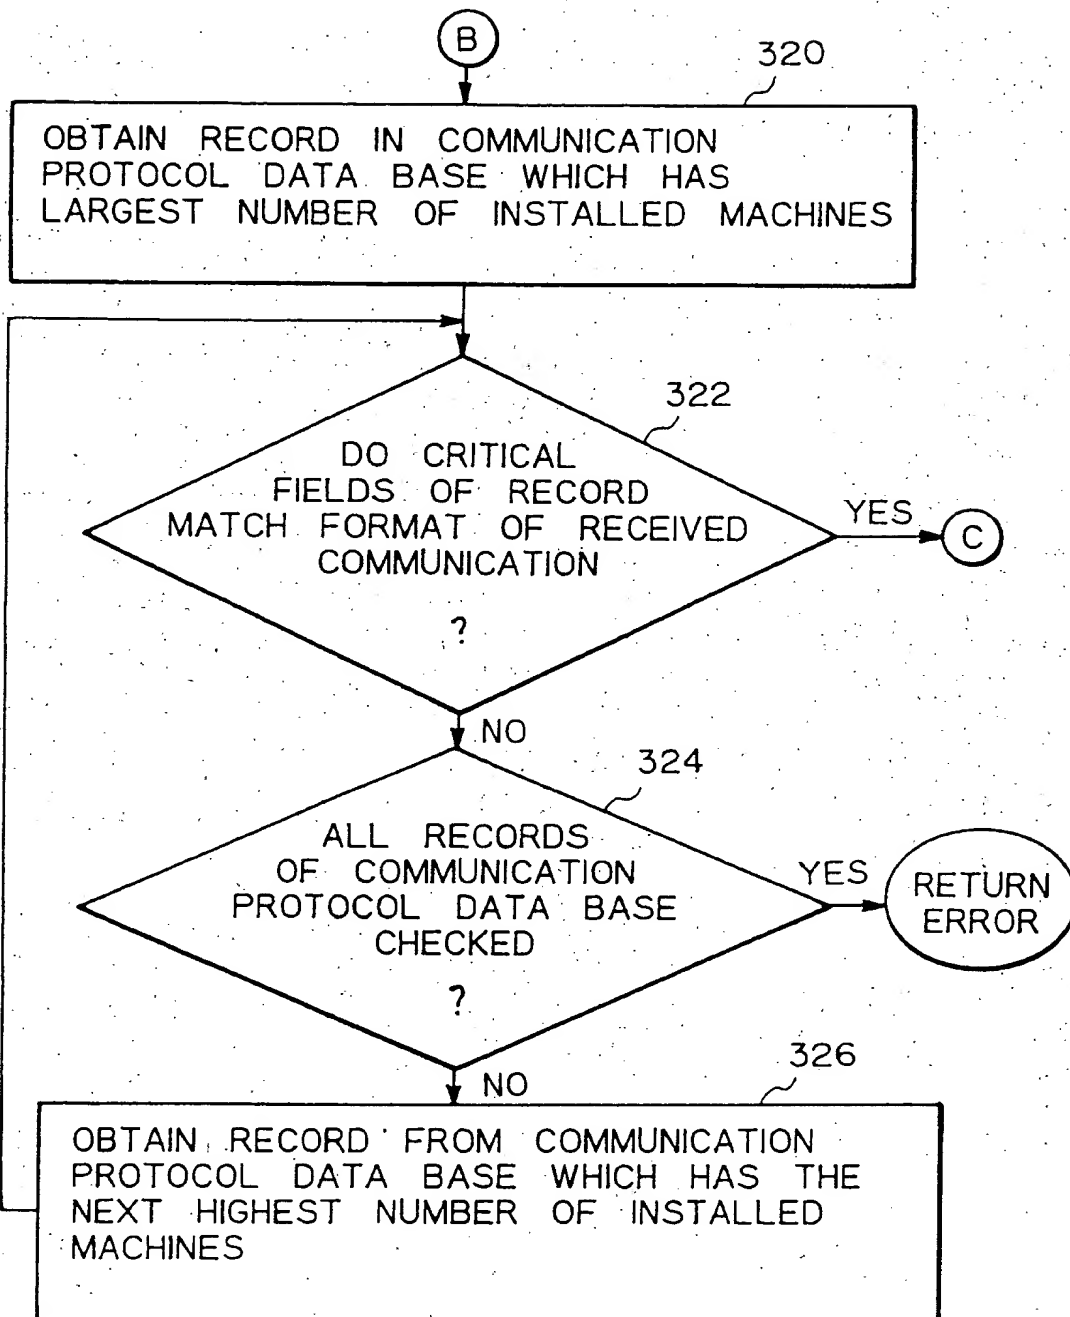 B
320
OBTAIN RECORD IN COMMUNICATION
PROTOCOL DATA BASE WHICH HAS
LARGEST NUMBER OF INSTALLED MACHINES
322
DO CRITICAL
FIELDS OF RECORD
MATCH FORMAT OF RECEIVED
COMMUNICATION
?
YES
C
NO
324
ALL RECORDS
OF COMMUNICATION
PROTOCOL DATA BASE
CHECKED
?
YES
RETURN
ERROR
NO
326
OBTAIN RECORD FROM COMMUNICATION
PROTOCOL DATA BASE WHICH HAS THE
NEXT HIGHEST NUMBER OF INSTALLED
MACHINES